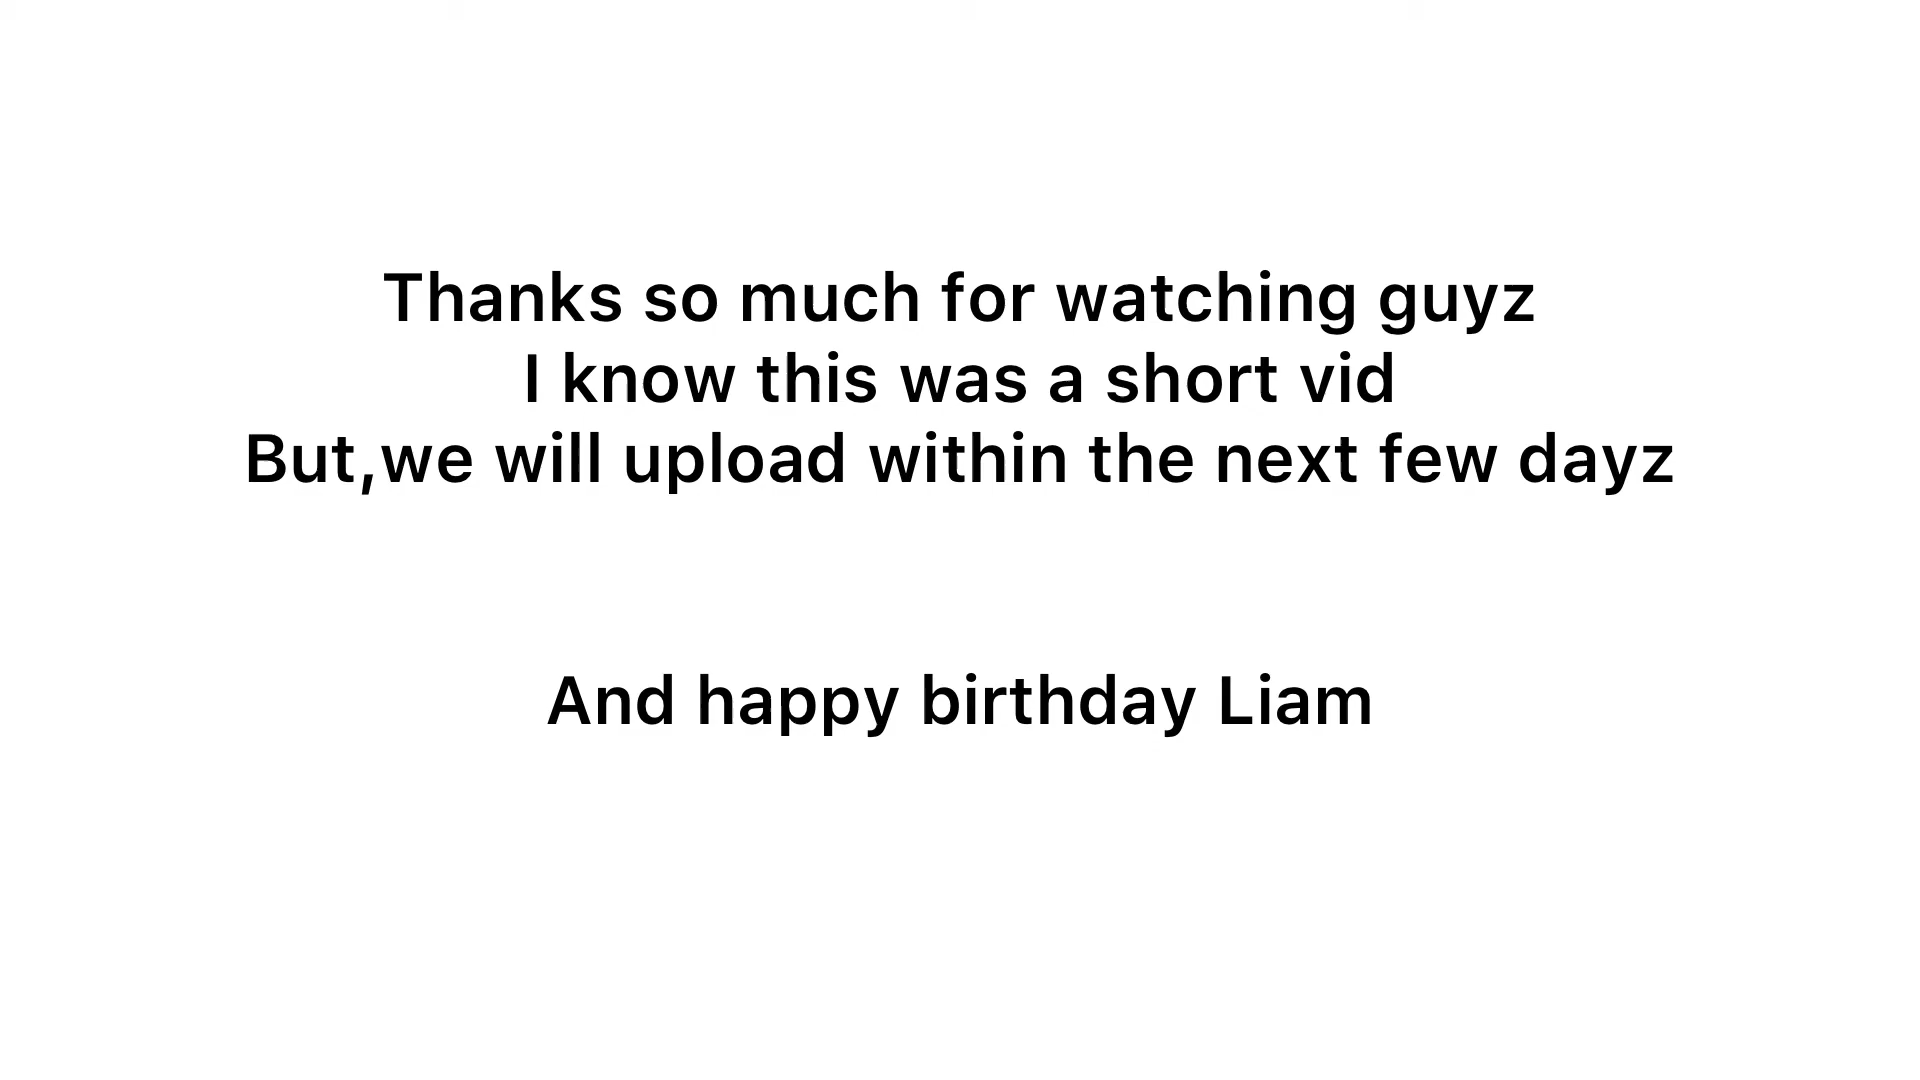 Thanks so much for watching guyz
I know this was a short vid
But,we will upload within the next few dayz
And happy birthday Liam